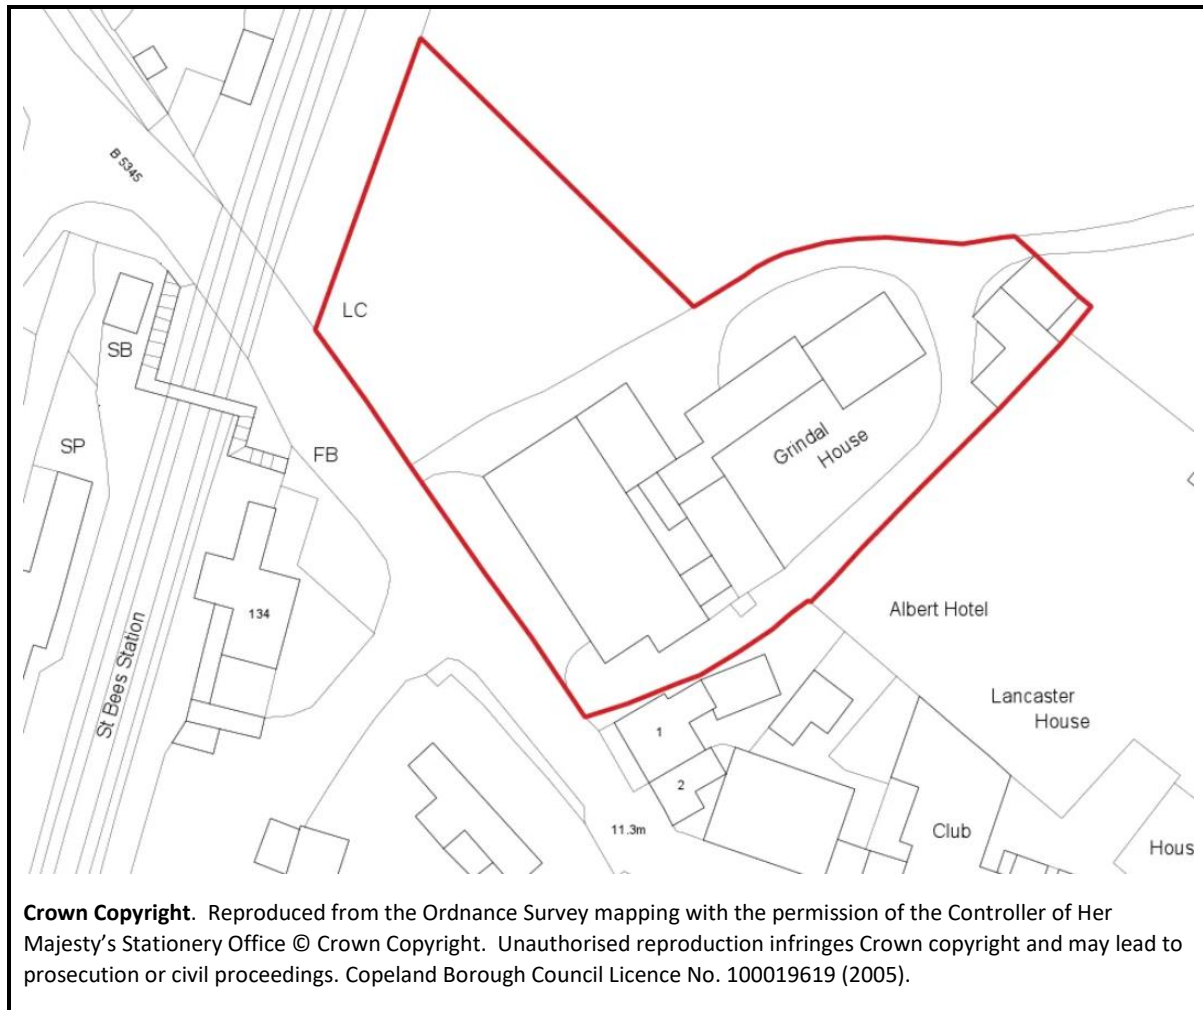 B 5345
LC
SB
SP
FB
Grindal
House
134
St Bees Station
Albert Hotel
Lancaster
House
1
2
11.3m
Club
Hous
Crown Copyright.  Reproduced from the Ordnance Survey mapping with the permission of the Controller of Her
Majesty’s Stationery Office © Crown Copyright.  Unauthorised reproduction infringes Crown copyright and may lead to
prosecution or civil proceedings. Copeland Borough Council Licence No. 100019619 (2005).